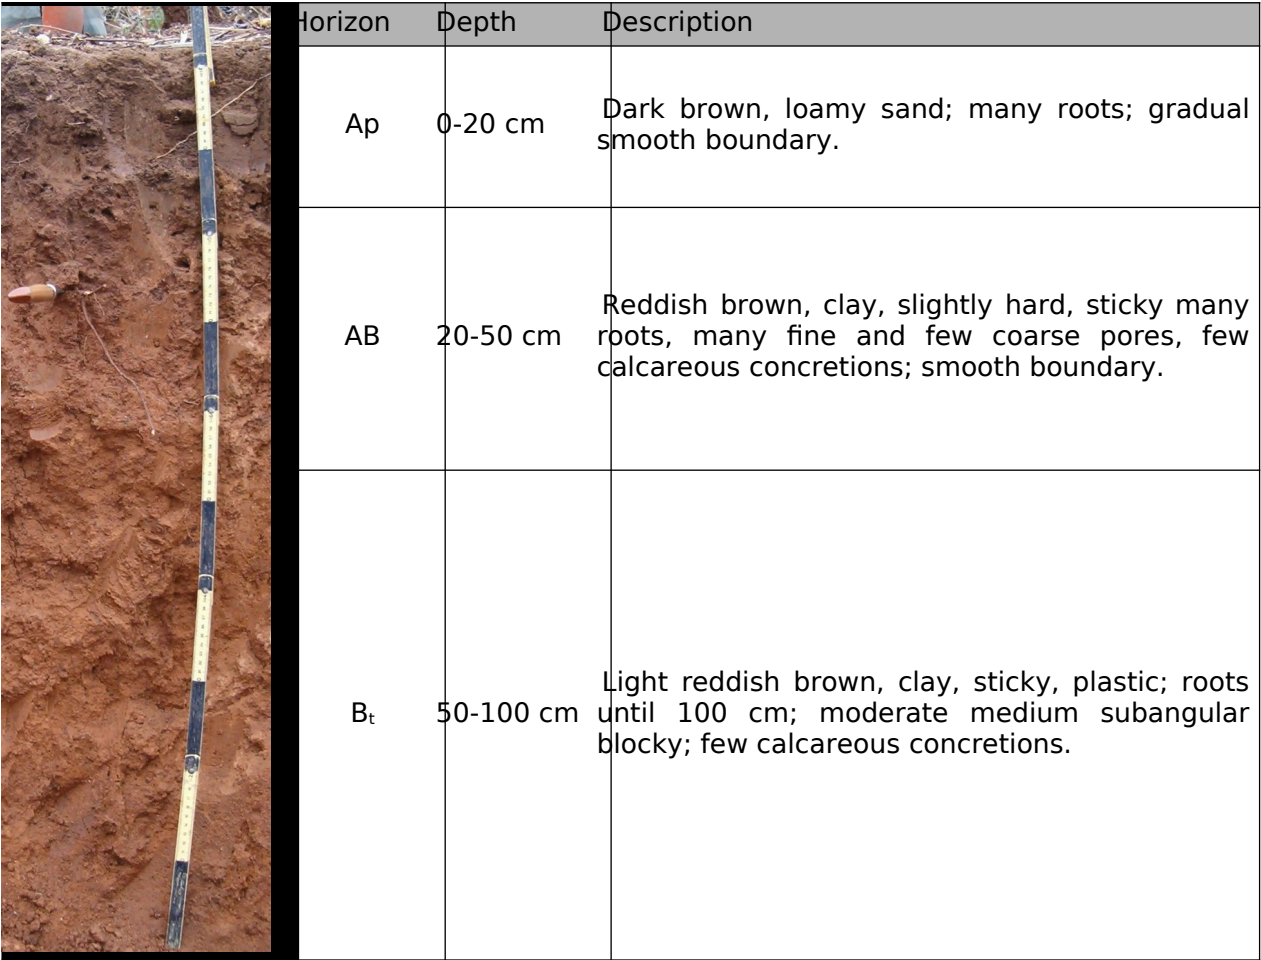 Horizon Depth Description
Ap 0-20 cm Dark brown, loamy sand; many roots; gradual
smooth boundary.
AB 20-50 cm Reddish brown, clay, slightly hard, sticky many
roots, many fine and few coarse pores, few
calcareous concretions; smooth boundary.
Bₜ 50-100 cm Light reddish brown, clay, sticky, plastic; roots
until 100 cm; moderate medium subangular
blocky; few calcareous concretions.